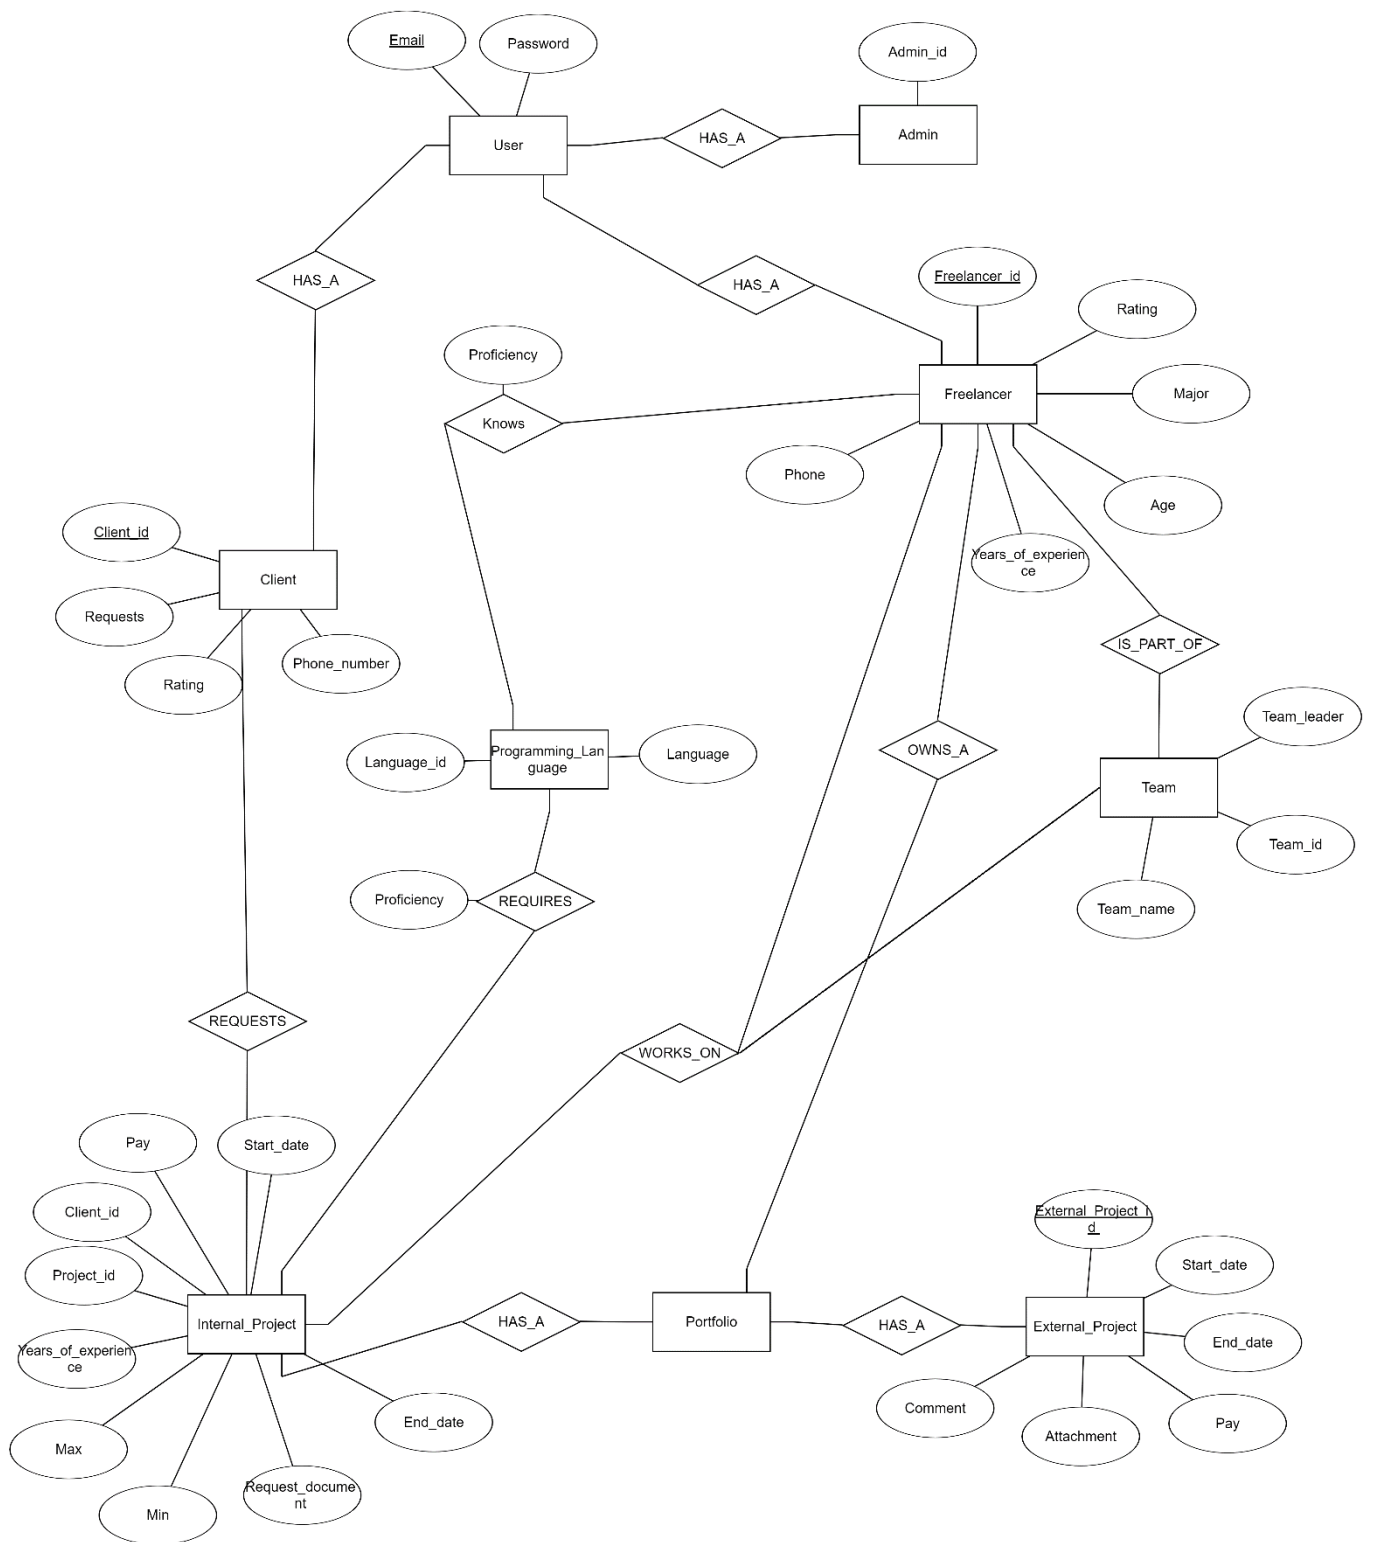 Email
Password
Admin_id
User
HAS_A
Admin
HAS_A
HAS_A
Freelancer_id
Rating
Proficiency
Freelancer
Major
Knows
Phone
Age
Years_of_experien
ce
Client_id
Client
Requests
Phone_number
Rating
IS_PART_OF
Team_leader
Language_id
Programming_Lan
guage
Language
OWNS_A
Team
Team_id
Proficiency
REQUIRES
Team_name
REQUESTS
WORKS_ON
Pay
Start_date
Client_id
External_Project_i
d
Project_id
Start_date
Internal_Project
HAS_A
Portfolio
HAS_A
External_Project
End_date
Years_of_experien
ce
Comment
Attachment
Pay
End_date
Max
Min
Request_docume
nt